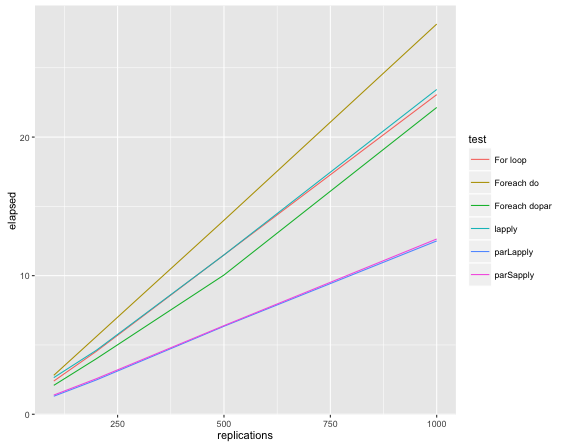 elapsed
20
10
0
250
500
750
1000
replications
test
For loop
Foreach do
Foreach dopar
lapply
parLapply
parSapply